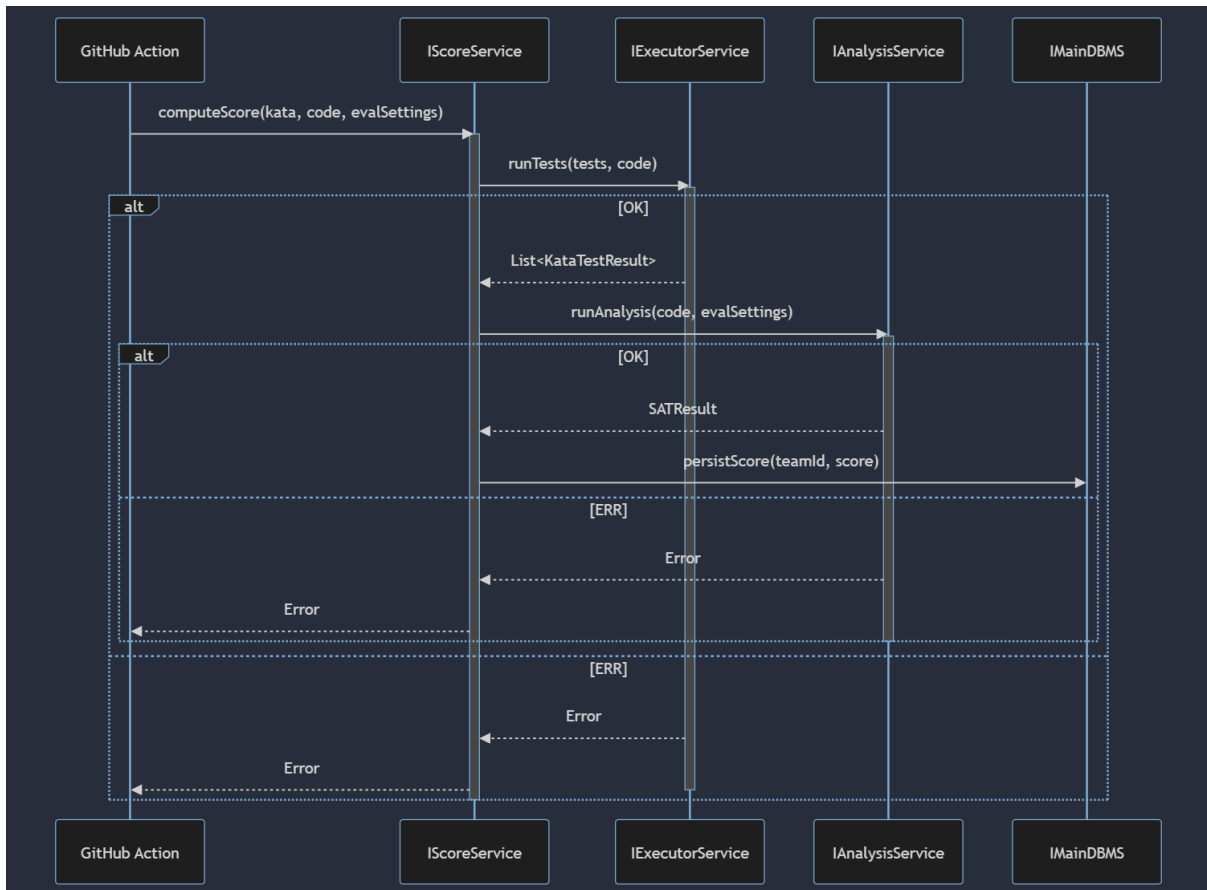 GitHub Action
IScoreService
IExecutorService
IAnalysisService
IMainDBMS
computeScore(kata, code, evalSettings)
runTests(tests, code)
alt
[OK]
List<KataTestResult>
runAnalysis(code, evalSettings)
alt
[OK]
SATResult
persistScore(teamId, score)
[ERR]
Error
Error
[ERR]
Error
Error
GitHub Action
IScoreService
IExecutorService
IAnalysisService
IMainDBMS